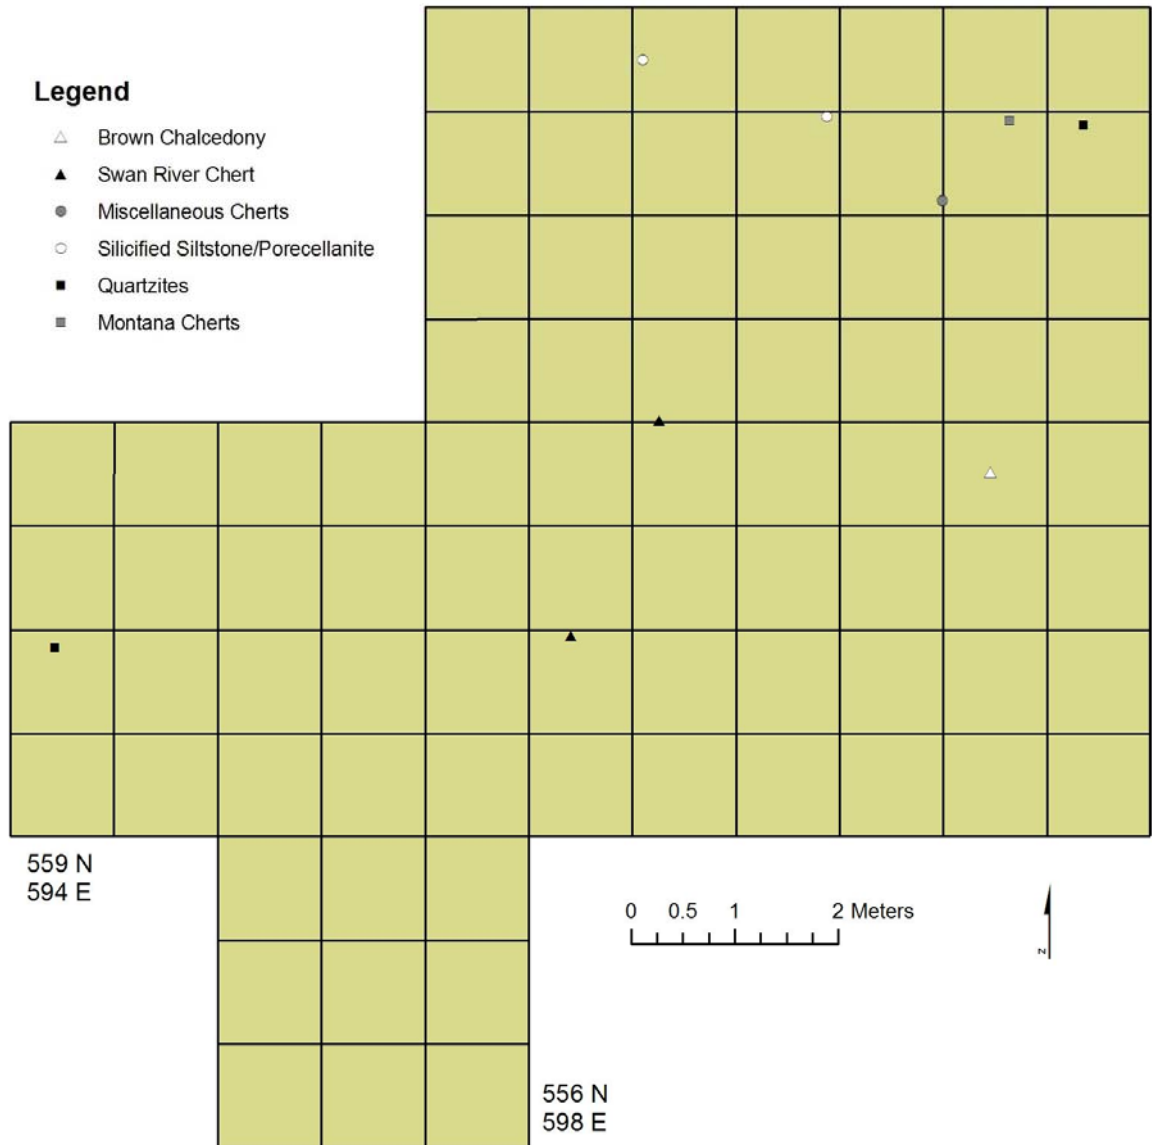 Legend
Brown Chalcedony
Swan River Chert
Miscellaneous Cherts
Silicified Siltstone/Porecellanite
Quartzites
Montana Cherts
559 N
594 E
0 0.5 1 2 Meters
N
556 N
598 E